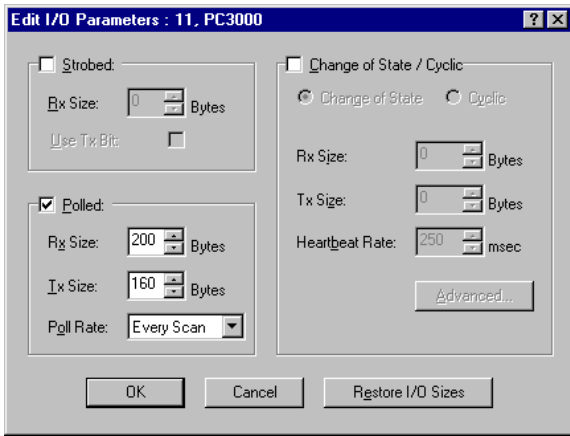 Edit I/O Parameters : 11, PC3000
Strobed:
Rx Size: 0 Bytes
Use Tx Bit:
Polled:
Rx Size: 200 Bytes
Tx Size: 160 Bytes
Poll Rate: Every Scan
Change of State / Cyclic
Change of State Cyclic
Rx Size: 0 Bytes
Tx Size: 0 Bytes
Heartbeat Rate: 250 msec
Advanced...
OK Cancel Restore I/O Sizes